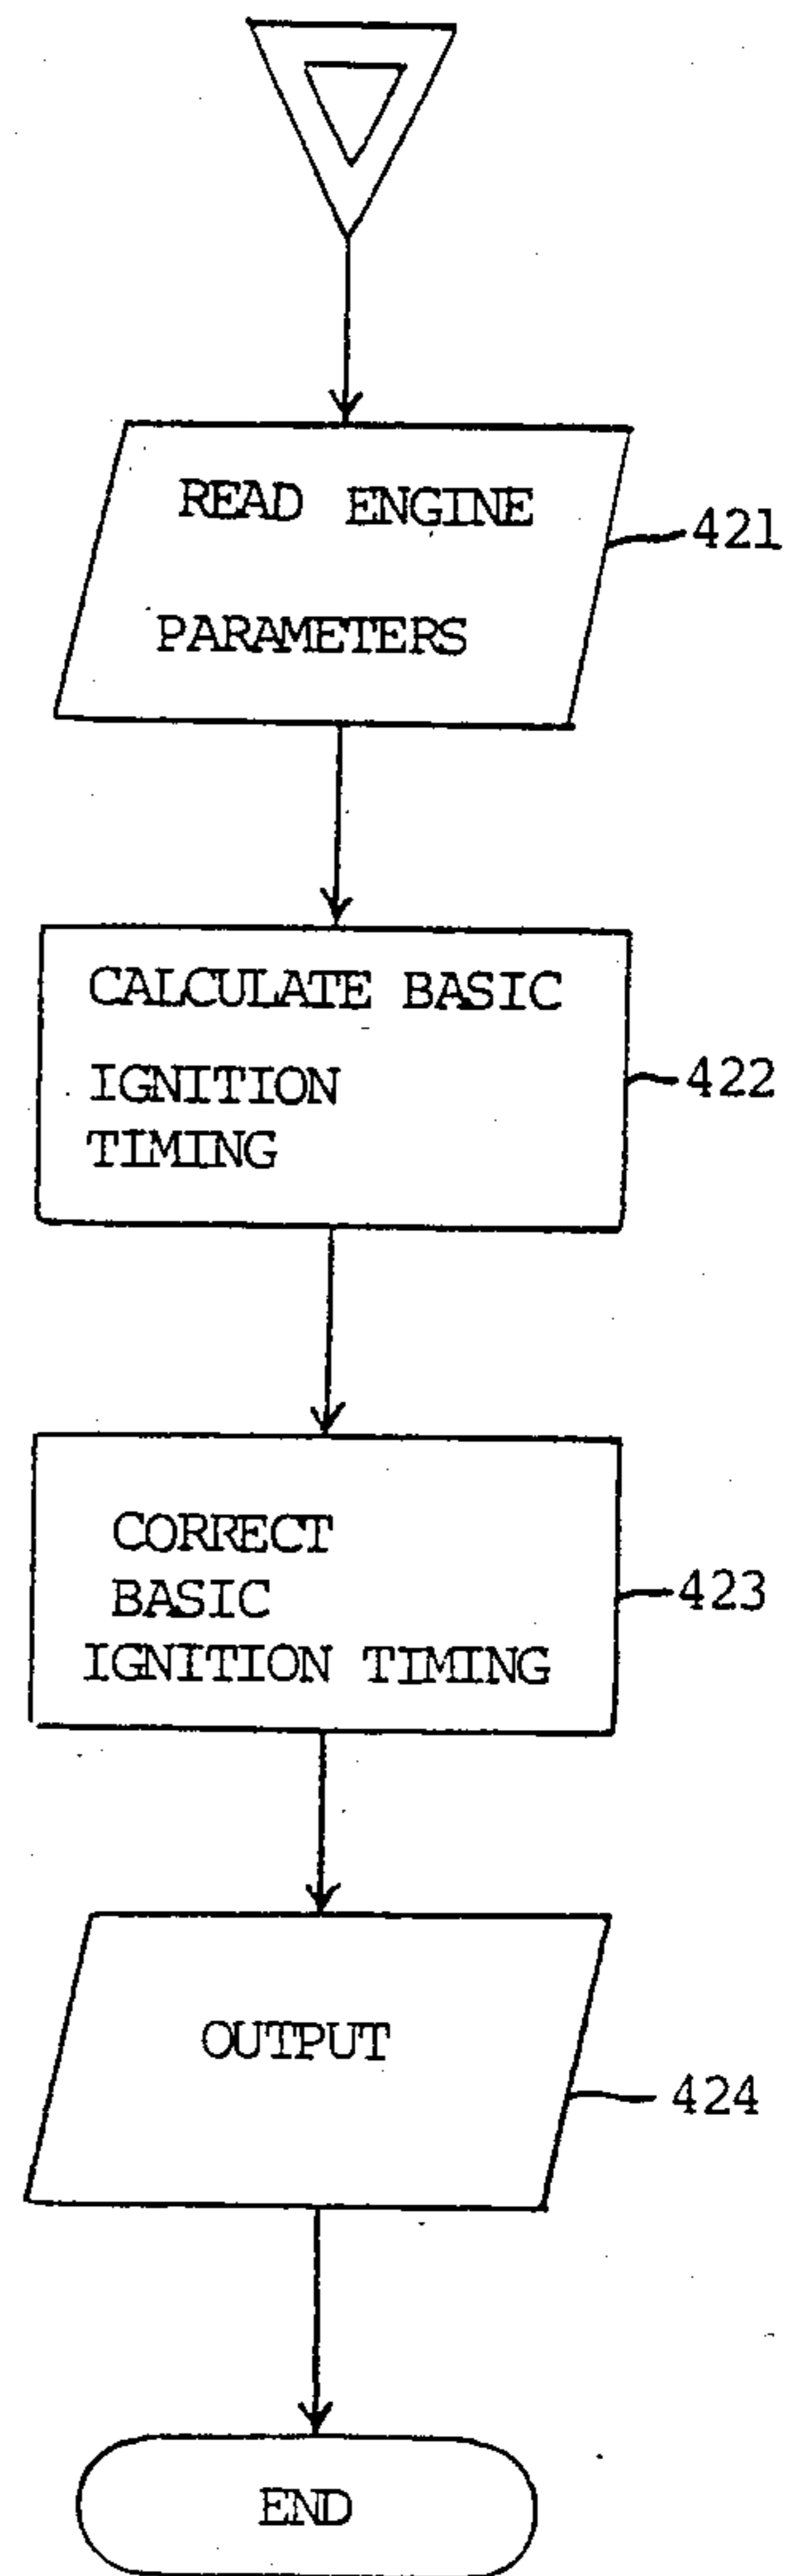 READ ENGINE
PARAMETERS
421
CALCULATE BASIC
IGNITION
TIMING
422
CORRECT
BASIC
IGNITION TIMING
423
OUTPUT
424
END